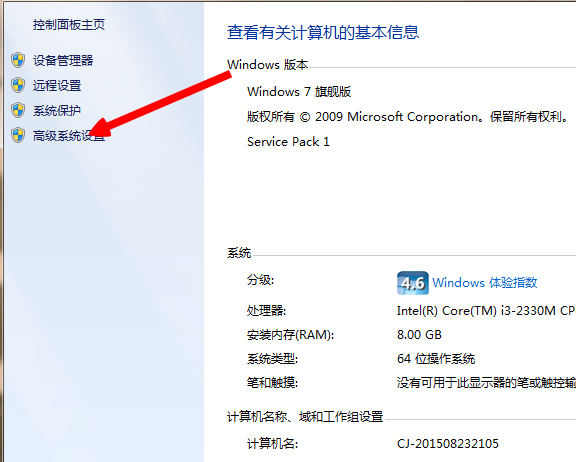 控制面板主页
设备管理器
远程设置
系统保护
高级系统设置
查看有关计算机的基本信息
Windows 版本
Windows 7 旗舰版
版权所有 © 2009 Microsoft Corporation。保留所有权利。
Service Pack 1
系统
分级: 4.6 Windows 体验指数
处理器: Intel(R) Core(TM) i3-2330M CP
安装内存(RAM): 8.00 GB
系统类型: 64 位操作系统
笔和触摸: 没有可用于此显示器的笔或触控输
计算机名称、域和工作组设置
计算机名: CJ-201508232105